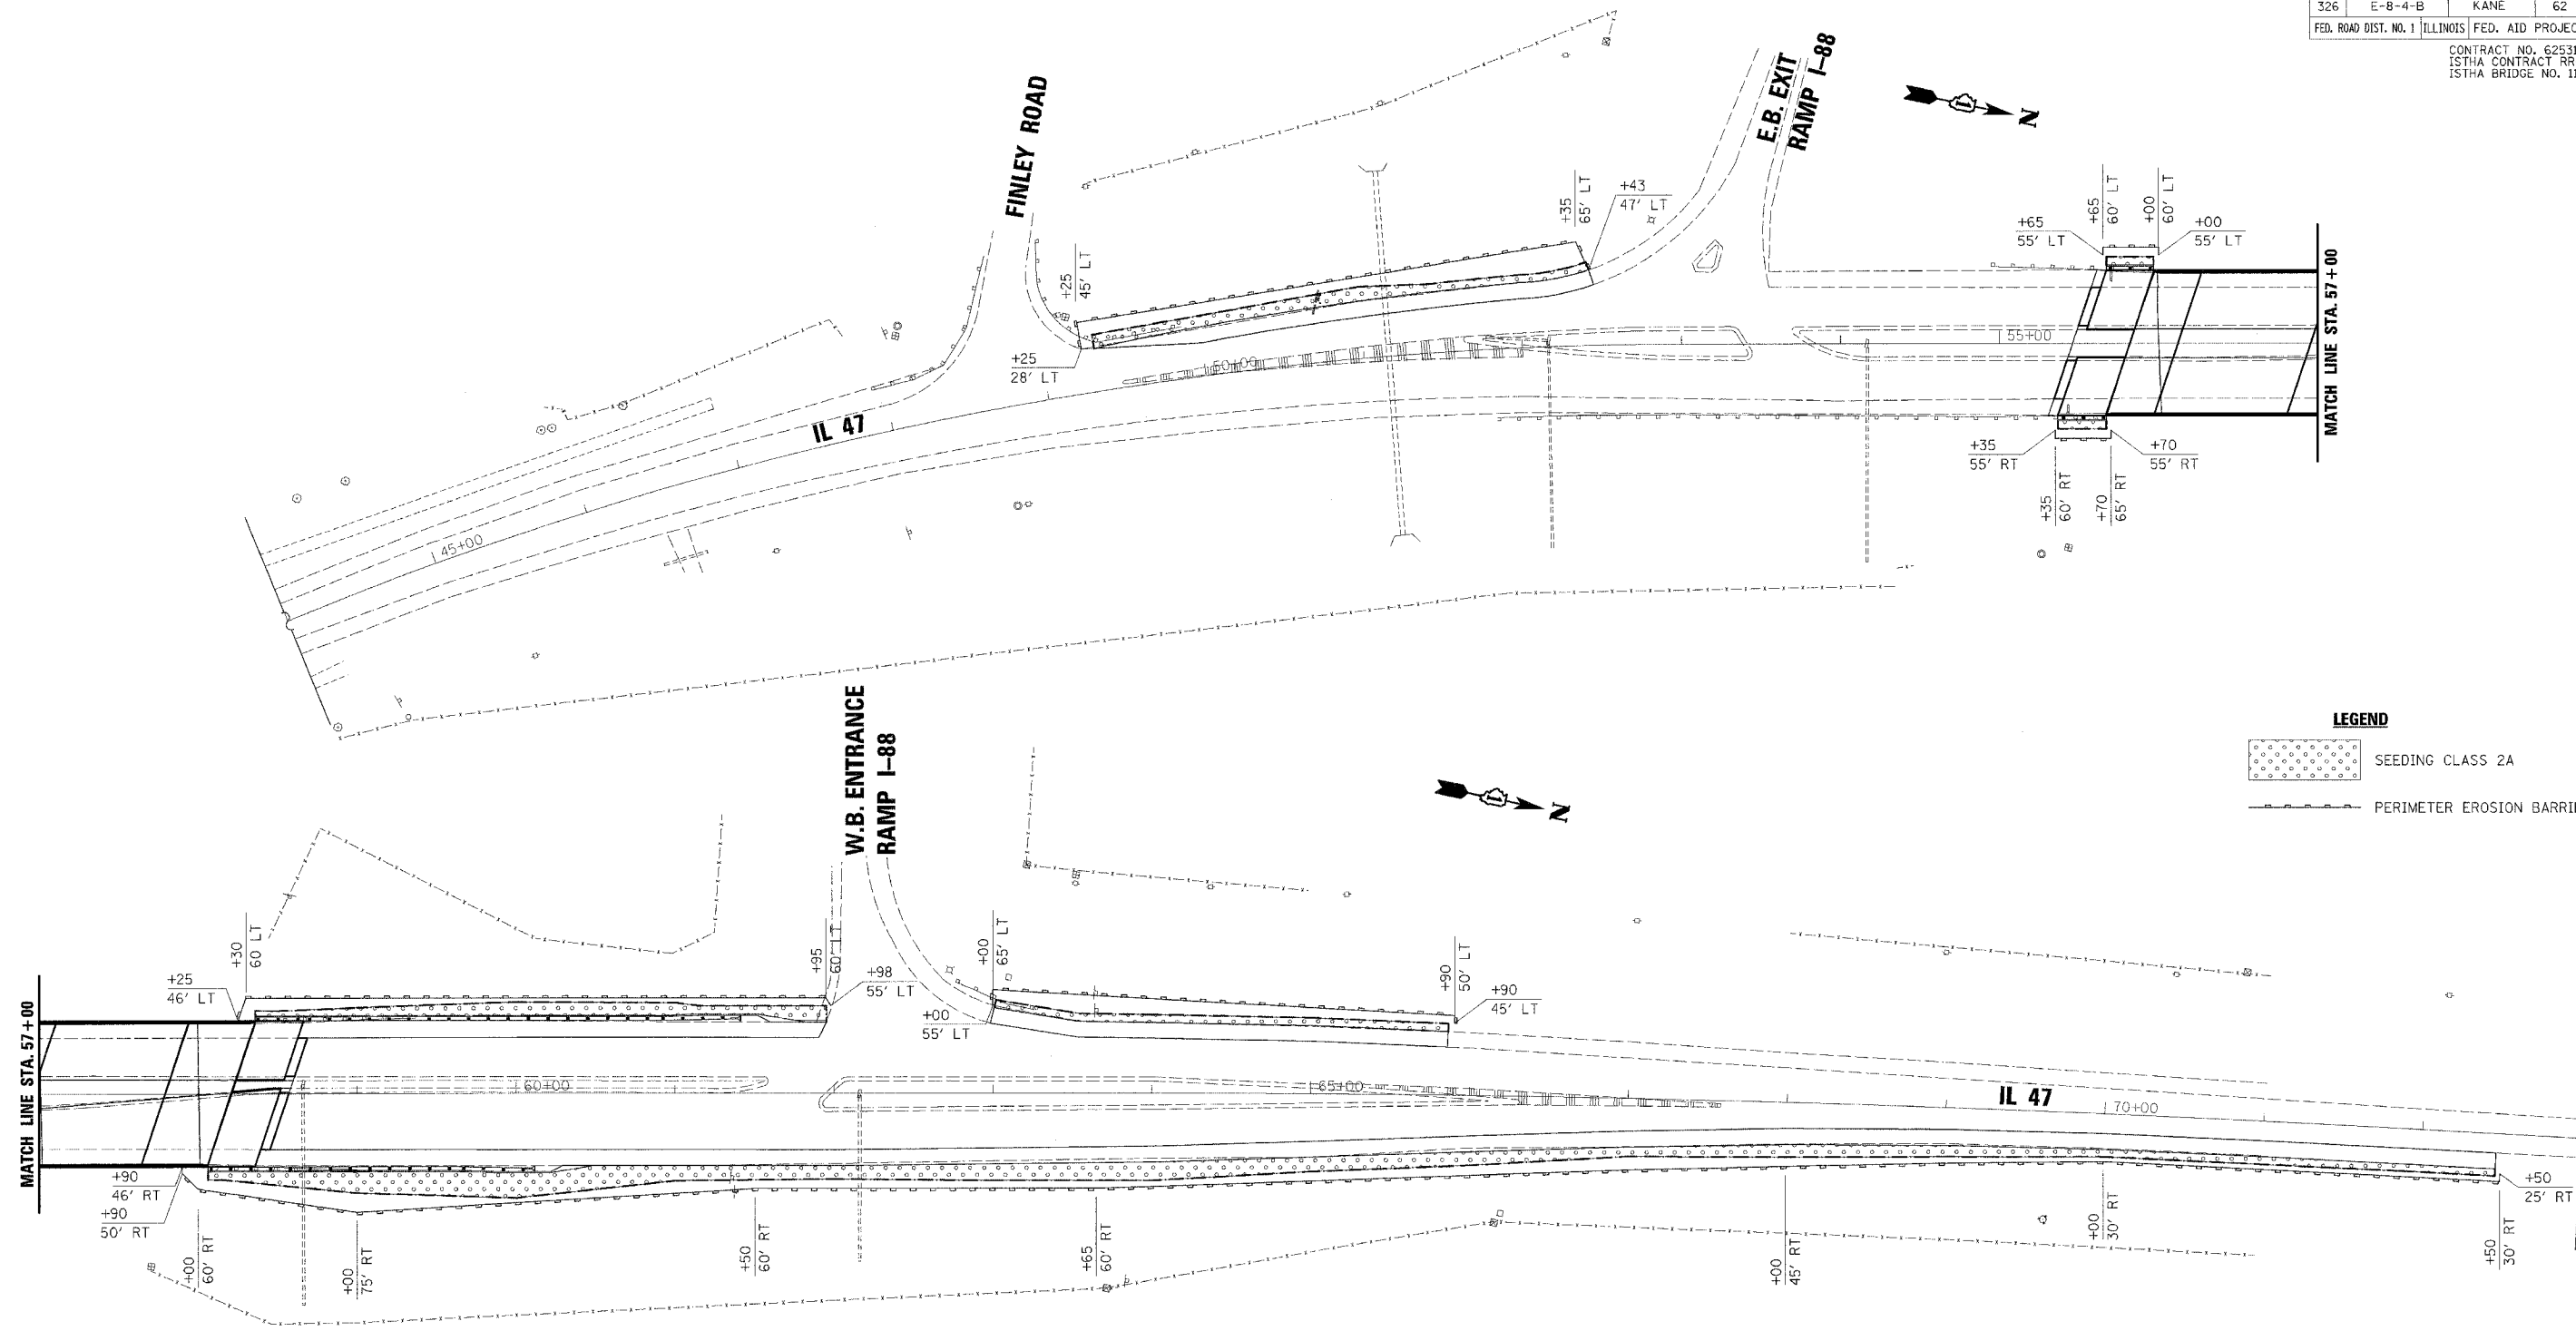 326 E-8-4-B KANE 62
FED. ROAD DIST. NO. 1 ILLINOIS FED. AID PROJEC
CONTRACT NO. 62531
ISTHA CONTRACT RR
ISTHA BRIDGE NO. 11
FINLEY ROAD
E.B. EXIT
RAMP I-88
N
+35
65' LT
+43
47' LT
+65
60' LT
+00
60' LT
+65
55' LT
+00
55' LT
+25
45' LT
+25
28' LT
MATCH LINE STA. 57+00
55+00
50+00
IL 47
45+00
+35
55' RT
+70
55' RT
+35
60' RT
+70
65' RT
W.B. ENTRANCE
RAMP I-88
LEGEND
SEEDING CLASS 2A
PERIMETER EROSION BARRI
N
MATCH LINE STA. 57+00
+25
46' LT
+30
60 LT
+95
60' LT
+98
55' LT
+00
65' LT
+00
55' LT
+90
50' LT
+90
45' LT
60+00
65+00
IL 47
70+00
+90
46' RT
+90
50' RT
+00
60' RT
+00
75' RT
+50
60' RT
+65
60' RT
+00
45' RT
+00
30' RT
+50
30' RT
+50
25' RT